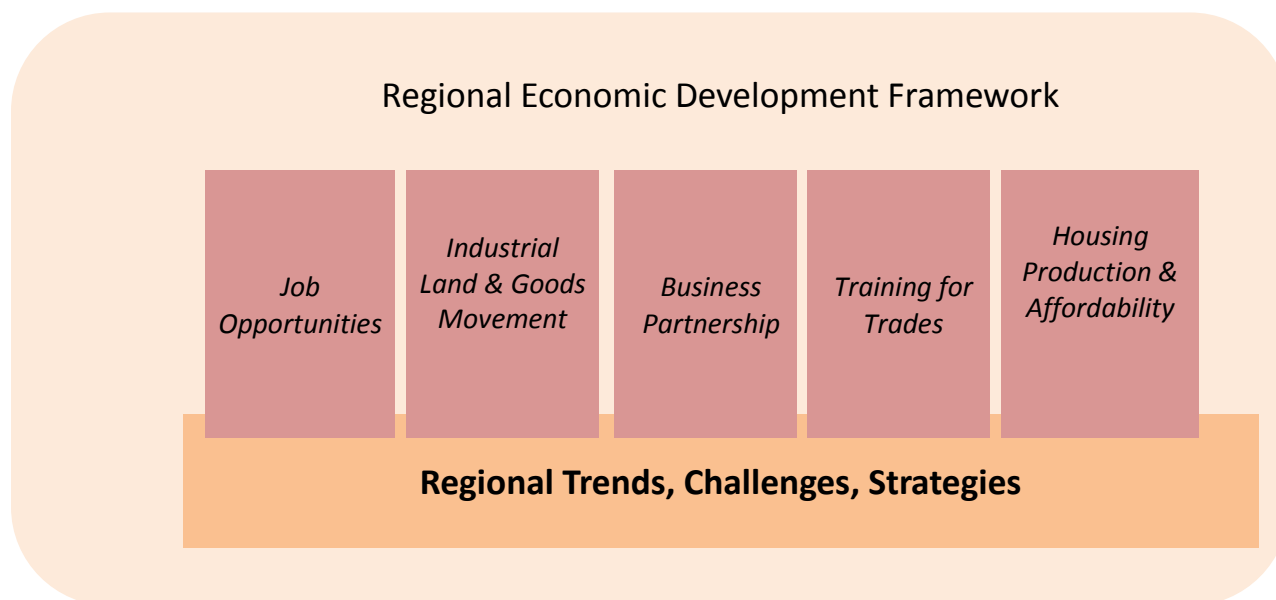 Regional Economic Development Framework
Job
Opportunities
Industrial
Land & Goods
Movement
Business
Partnership
Training for
Trades
Housing
Production &
Affordability
Regional Trends, Challenges, Strategies